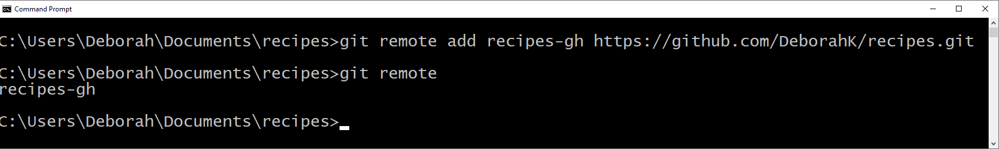 Command Prompt
C:\Users\Deborah\Documents\recipes>git remote add recipes-gh https://github.com/DeborahK/recipes.git
C:\Users\Deborah\Documents\recipes>git remote
recipes-gh
C:\Users\Deborah\Documents\recipes>